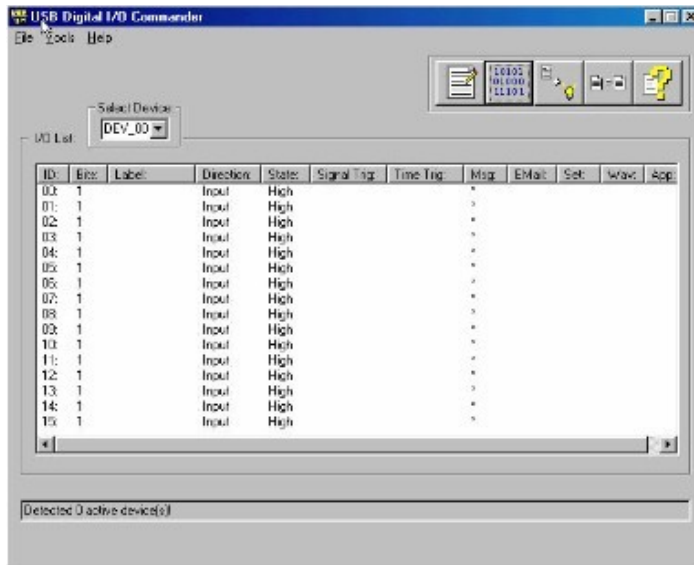 USB Digital I/O Commander
File Tools Help
10101
01000
11101
Select Device
DEV_00
I/O List:
ID: Bits: Label: Direction: State: Signal Trig: Time Trig: Msg: EMail: Set: Wav: App:
00: 1 Input High *
01: 1 Input High *
02: 1 Input High *
03: 1 Input High *
04: 1 Input High *
05: 1 Input High *
06: 1 Input High *
07: 1 Input High *
08: 1 Input High *
09: 1 Input High *
10: 1 Input High *
11: 1 Input High *
12: 1 Input High *
13: 1 Input High *
14: 1 Input High *
15: 1 Input High *
Detected 0 active device(s)!